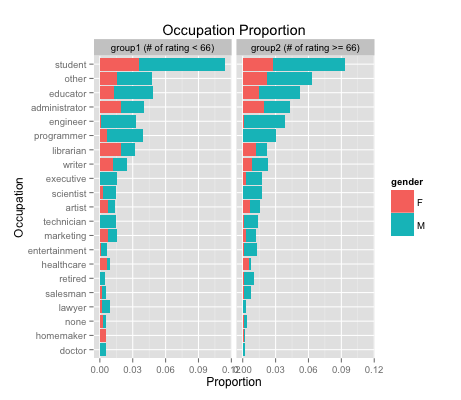 Occupation Proportion
group1 (# of rating < 66)
group2 (# of rating >= 66)
Occupation
student
other
educator
administrator
engineer
programmer
librarian
writer
executive
scientist
artist
technician
marketing
entertainment
healthcare
retired
salesman
lawyer
none
homemaker
doctor
gender
F
M
0.00 0.03 0.06 0.09 0.12
0.00 0.03 0.06 0.09 0.12
Proportion